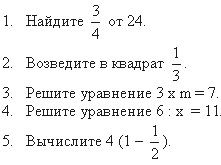 1. Найдите 3/4 от 24.
2. Возведите в квадрат 1/3.
3. Решите уравнение 3 x m = 7.
4. Решите уравнение 6 : x = 11.
5. Вычислите 4 (1 – 1/2).